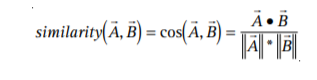 similarity(A⃗, B⃗) = cos(A⃗, B⃗) = (A⃗ • B⃗) / (‖A⃗‖ * ‖B⃗‖)